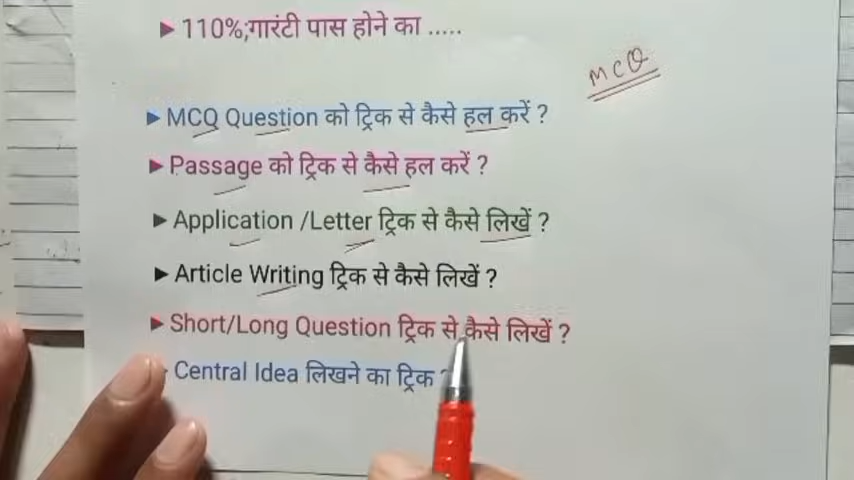 ▶ 110%;गारंटी पास होने का .....
MCQ
▶ MCQ Question को ट्रिक से कैसे हल करें ?
▶ Passage को ट्रिक से कैसे हल करें ?
▶ Application /Letter ट्रिक से कैसे लिखें ?
▶ Article Writing ट्रिक से कैसे लिखें ?
▶ Short/Long Question ट्रिक से कैसे लिखें ?
Central Idea लिखने का ट्रिक ?